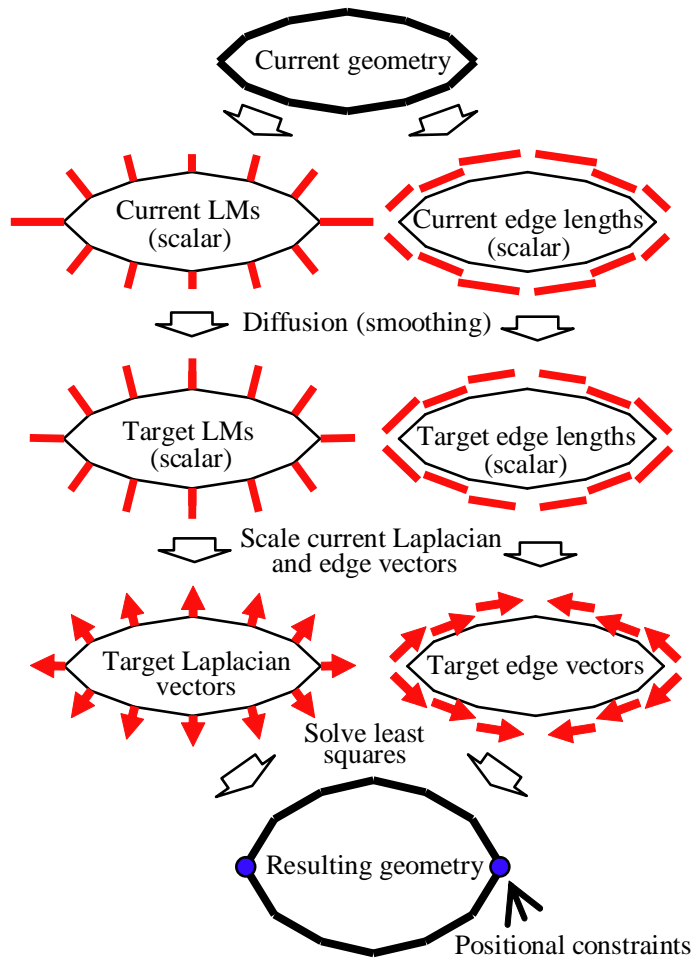 Current geometry
Current LMs
(scalar)
Current edge lengths
(scalar)
Diffusion (smoothing)
Target LMs
(scalar)
Target edge lengths
(scalar)
Scale current Laplacian
and edge vectors
Target Laplacian
vectors
Target edge vectors
Solve least
squares
Resulting geometry
Positional constraints